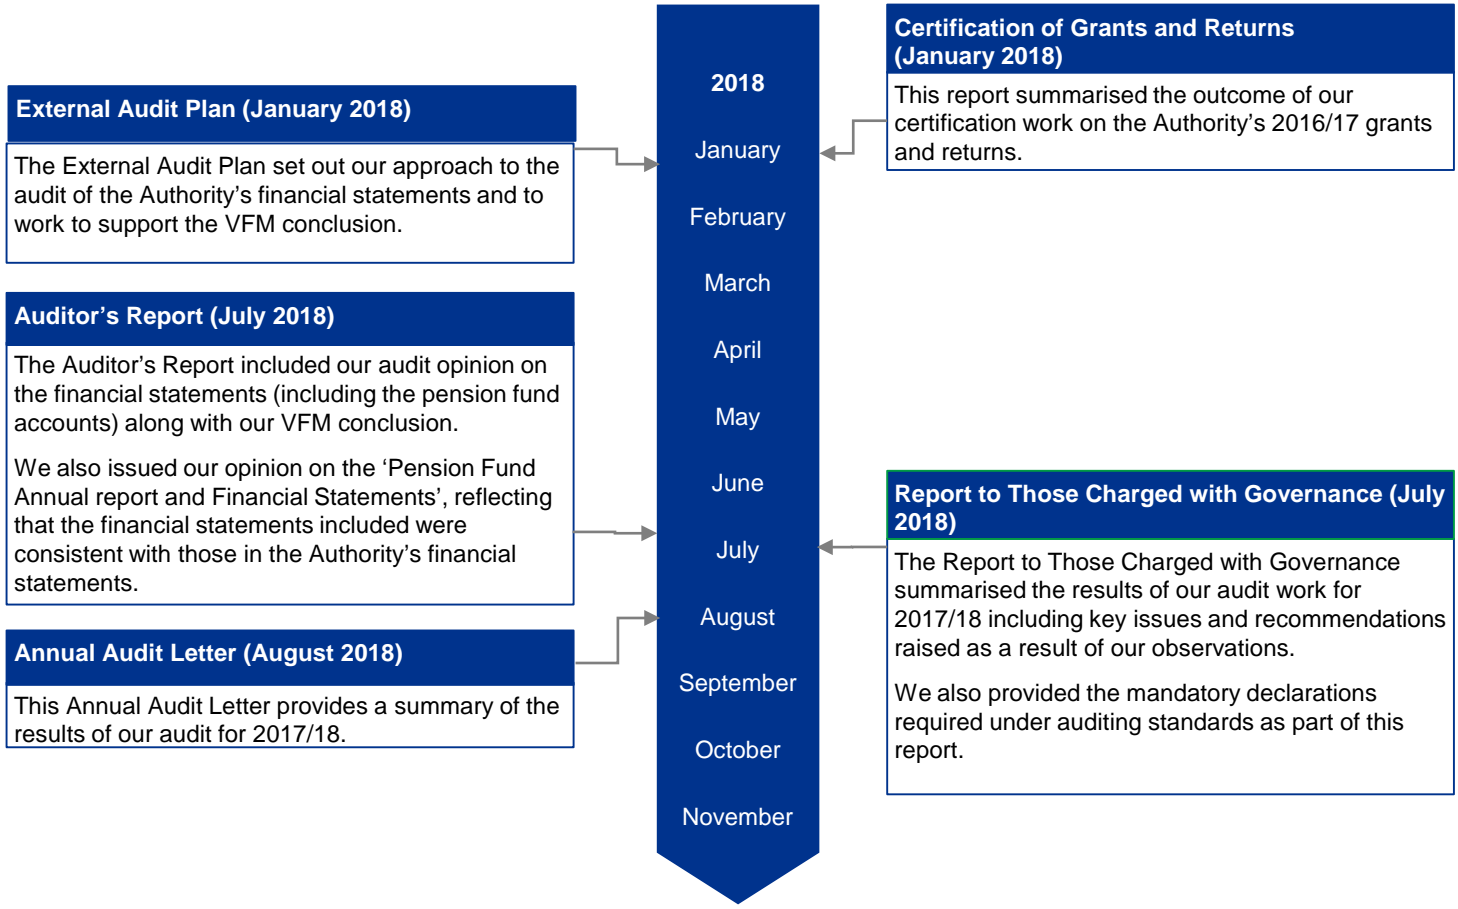 External Audit Plan (January 2018)
The External Audit Plan set out our approach to the
audit of the Authority’s financial statements and to
work to support the VFM conclusion.
Auditor’s Report (July 2018)
The Auditor’s Report included our audit opinion on
the financial statements (including the pension fund
accounts) along with our VFM conclusion.
We also issued our opinion on the ‘Pension Fund
Annual report and Financial Statements’, reflecting
that the financial statements included were
consistent with those in the Authority’s financial
statements.
Annual Audit Letter (August 2018)
This Annual Audit Letter provides a summary of the
results of our audit for 2017/18.
2018
January
February
March
April
May
June
July
August
September
October
November
Certification of Grants and Returns
(January 2018)
This report summarised the outcome of our
certification work on the Authority’s 2016/17 grants
and returns.
Report to Those Charged with Governance (July
2018)
The Report to Those Charged with Governance
summarised the results of our audit work for
2017/18 including key issues and recommendations
raised as a result of our observations.
We also provided the mandatory declarations
required under auditing standards as part of this
report.